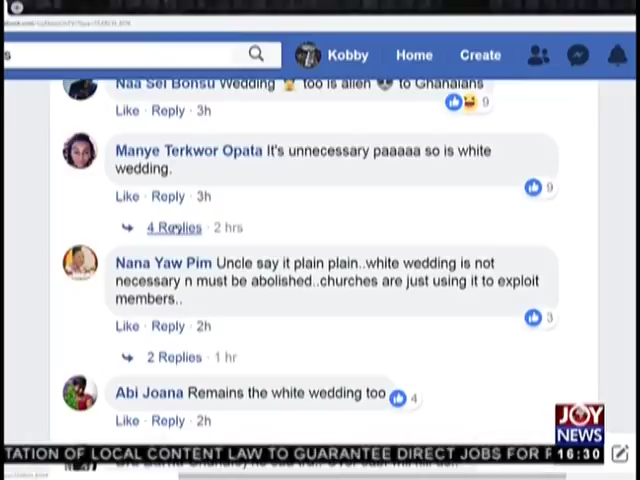 s
Kobby Home Create
Naa Sei Bonsu Wedding too is alien to Ghanaians
9
Like · Reply · 3h
Manye Terkwor Opata It's unnecessary paaaaa so is white
wedding.
9
Like · Reply · 3h
4 Replies · 2 hrs
Nana Yaw Pim Uncle say it plain plain..white wedding is not
necessary n must be abolished..churches are just using it to exploit
members..
3
Like · Reply · 2h
2 Replies · 1 hr
Abi Joana Remains the white wedding too
4
Like · Reply · 2h
JOY
NEWS
TATION OF LOCAL CONTENT LAW TO GUARANTEE DIRECT JOBS FOR F
16:30